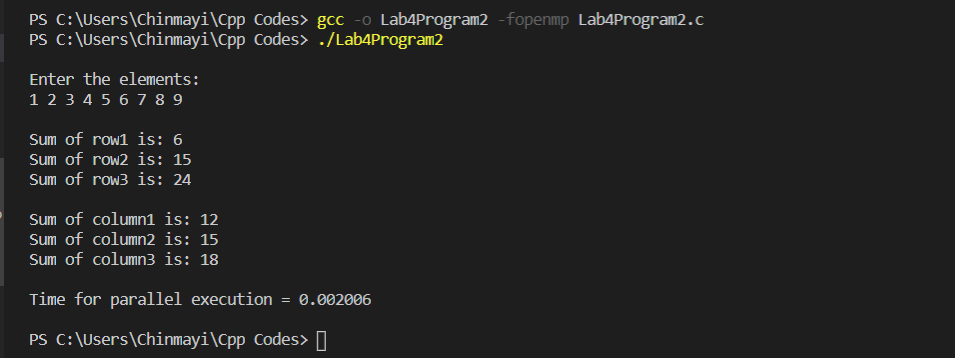 PS C:\Users\Chinmayi\Cpp Codes> gcc -o Lab4Program2 -fopenmp Lab4Program2.c
PS C:\Users\Chinmayi\Cpp Codes> ./Lab4Program2
Enter the elements:
1 2 3 4 5 6 7 8 9
Sum of row1 is: 6
Sum of row2 is: 15
Sum of row3 is: 24
Sum of column1 is: 12
Sum of column2 is: 15
Sum of column3 is: 18
Time for parallel execution = 0.002006
PS C:\Users\Chinmayi\Cpp Codes>